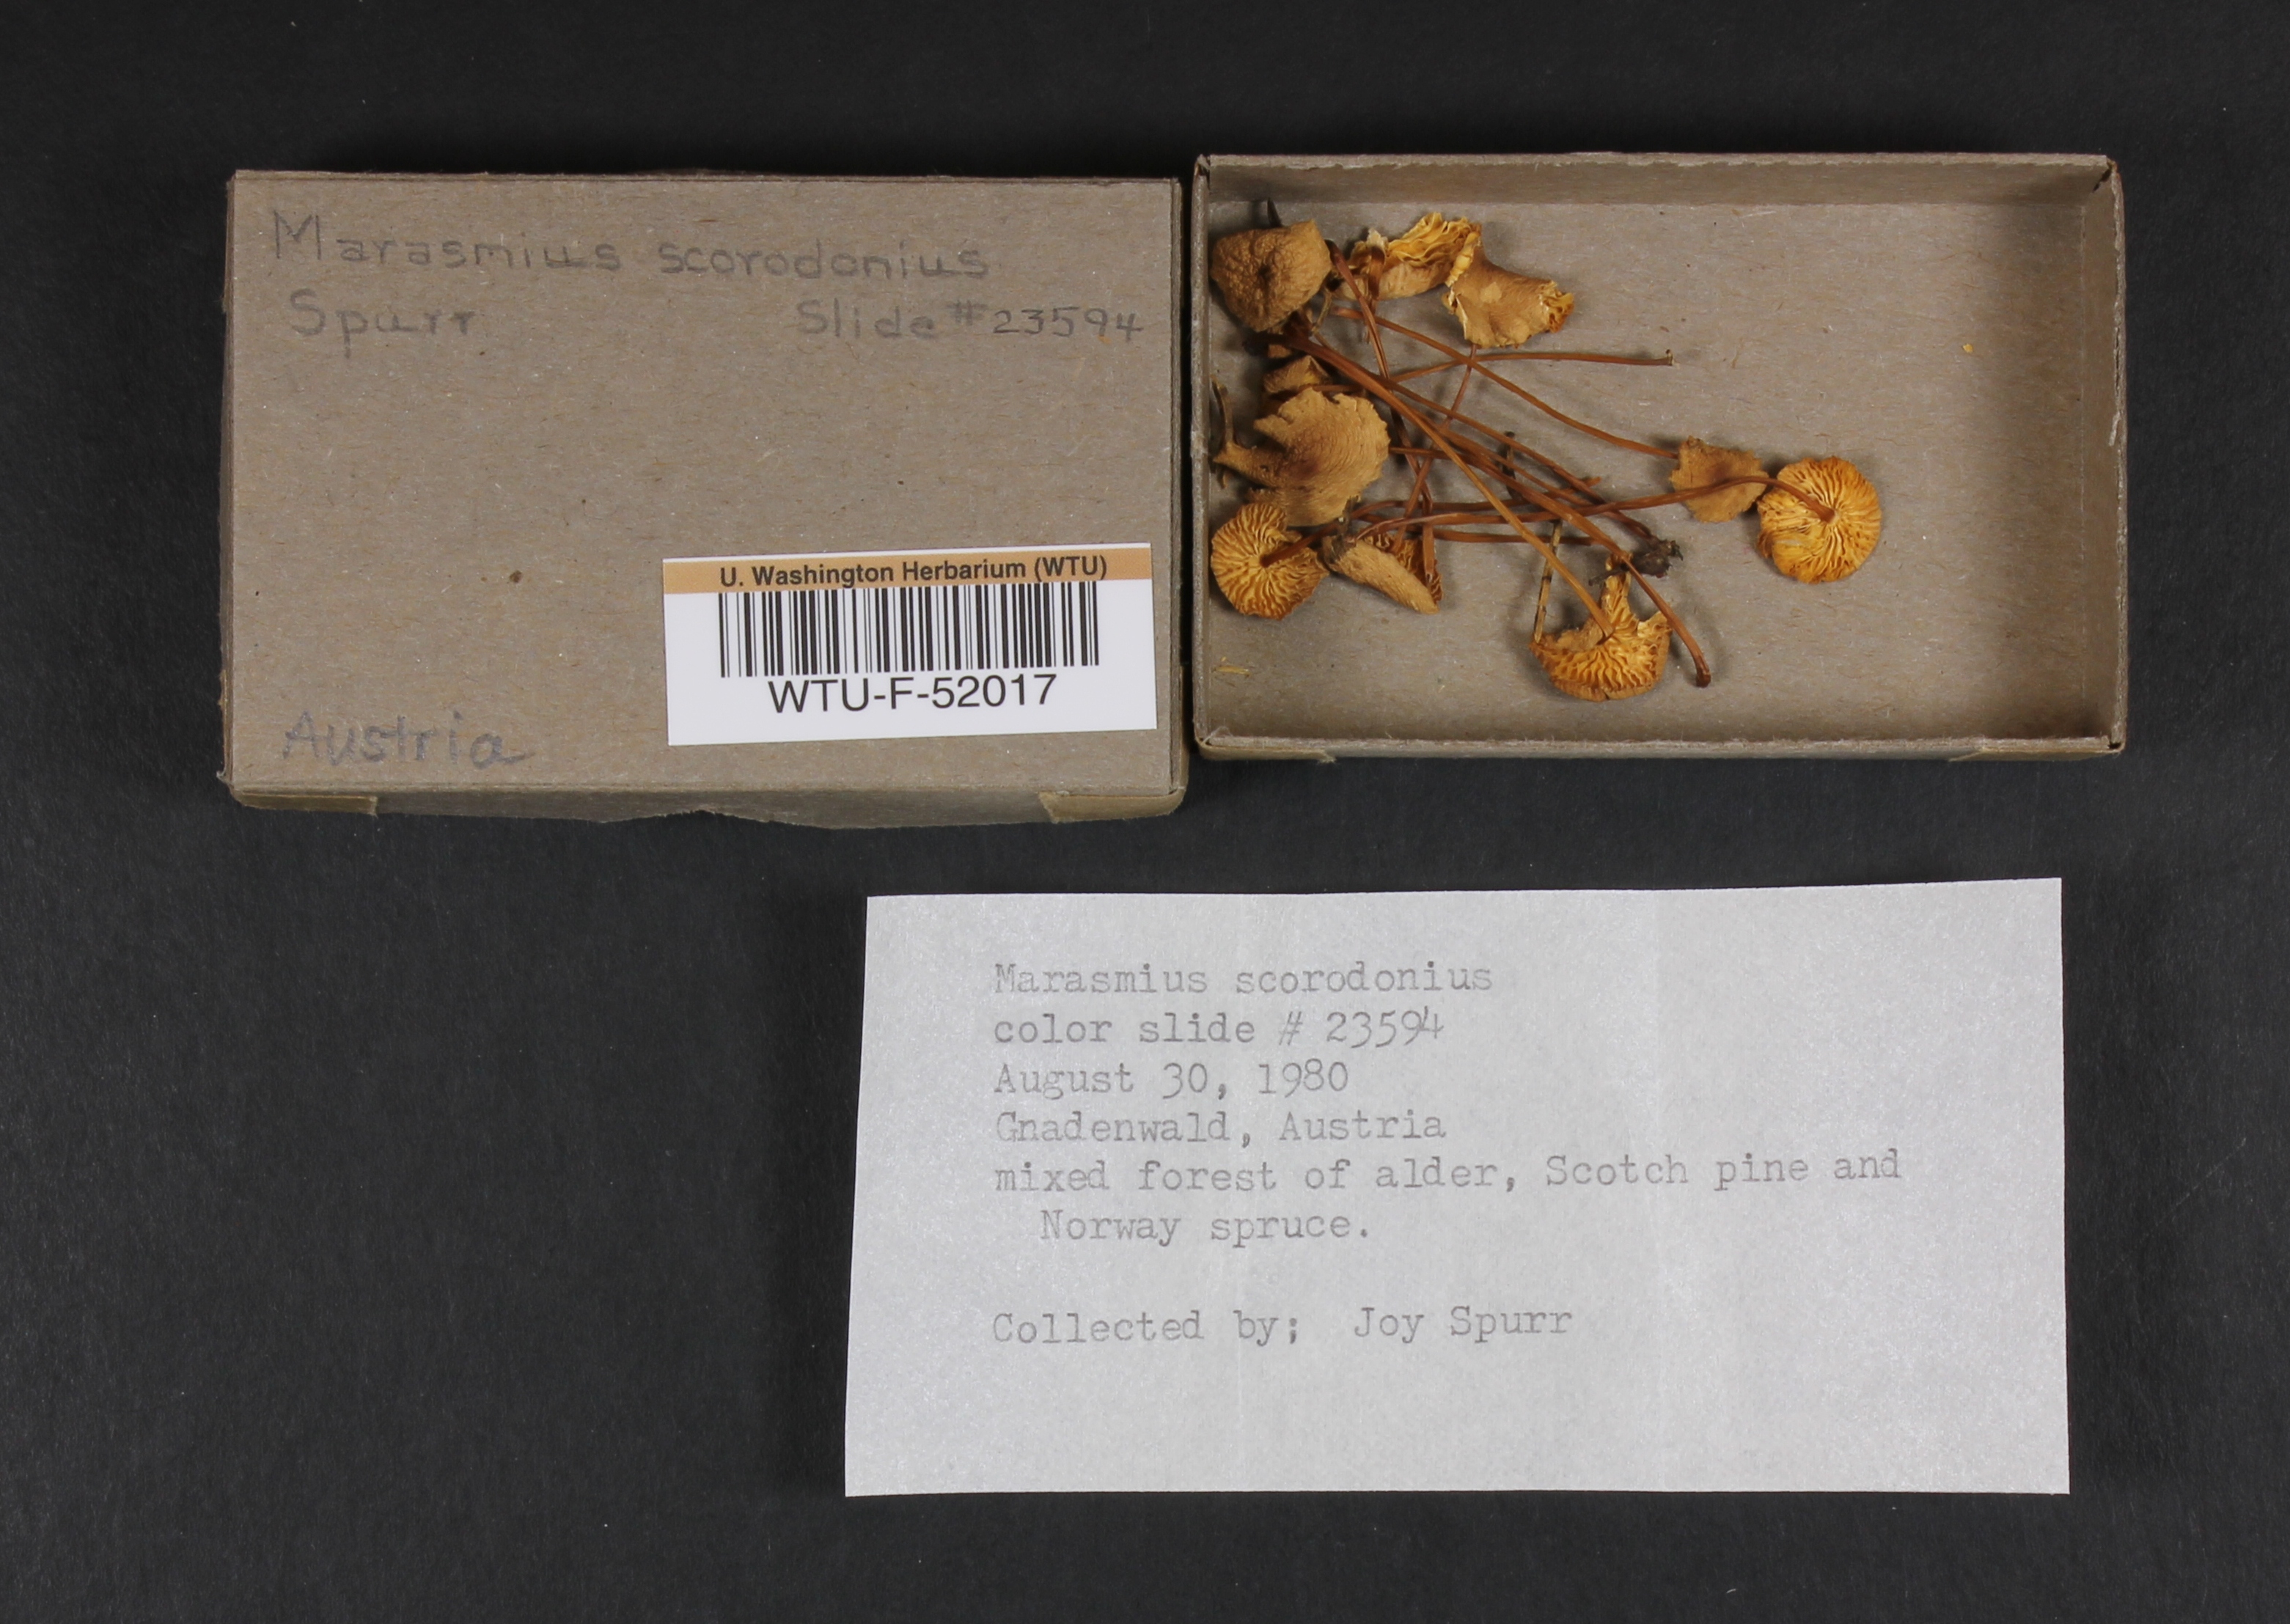 Marasmius scorodonius
Spurr Slide #23594
U. Washington Herbarium (WTU)
WTU-F-52017
Austria
Marasmius scorodonius
color slide # 23594
August 30, 1980
Gnadenwald, Austria
mixed forest of alder, Scotch pine and
Norway spruce.
Collected by; Joy Spurr